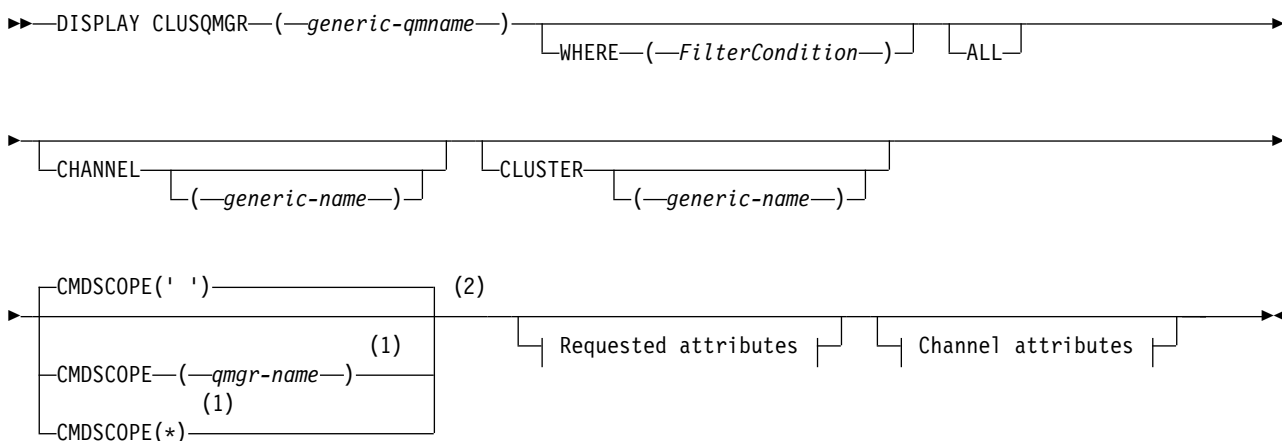 DISPLAY CLUSQMGR ( generic-qmname )
WHERE ( FilterCondition )
ALL
CHANNEL
( generic-name )
CLUSTER
( generic-name )
CMDSCOPE(' ')
(2)
(1)
CMDSCOPE ( qmgr-name )
(1)
CMDSCOPE(*)
Requested attributes
Channel attributes